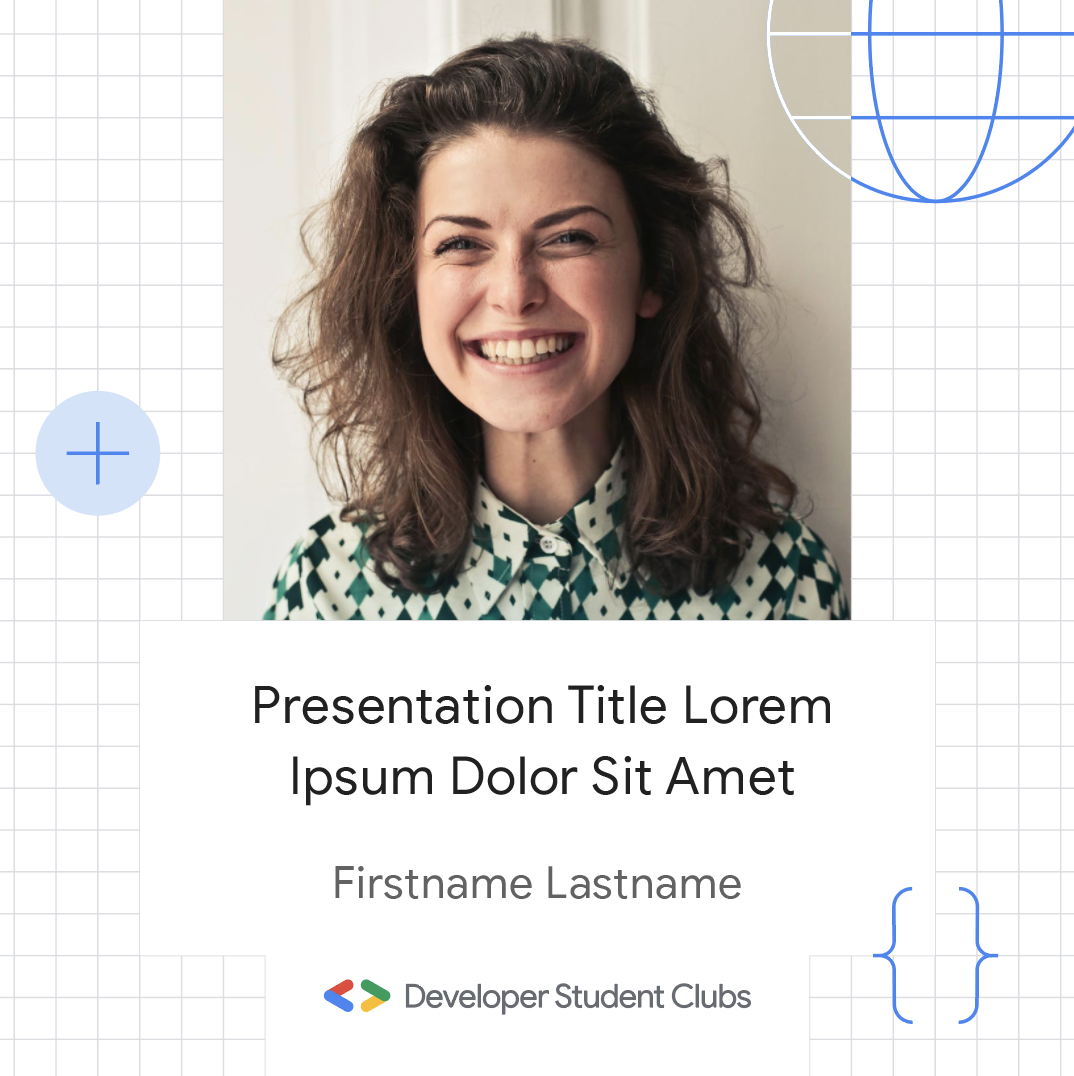 Presentation Title Lorem
Ipsum Dolor Sit Amet
Firstname Lastname
Developer Student Clubs